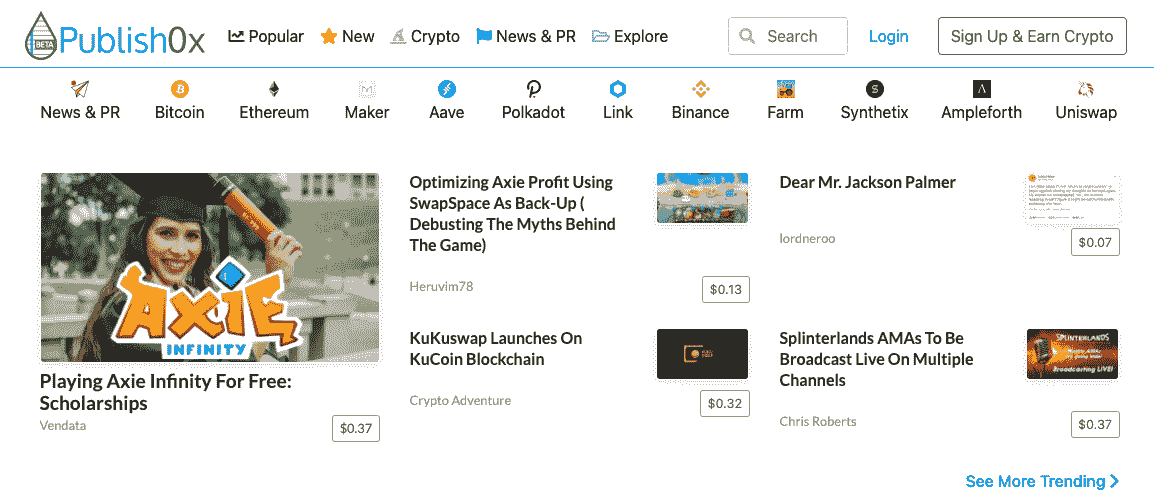 BETA
Publish0x
Popular
New
Crypto
News & PR
Explore
Search
Login
Sign Up & Earn Crypto
News & PR
Bitcoin
Ethereum
Maker
Aave
Polkadot
Link
Binance
Farm
Synthetix
Ampleforth
Uniswap
AXIE
INFINITY
Playing Axie Infinity For Free:
Scholarships
Vendata
$0.37
Optimizing Axie Profit Using
SwapSpace As Back-Up (
Debusting The Myths Behind
The Game)
Heruvim78
$0.13
KuKuswap Launches On
KuCoin Blockchain
Crypto Adventure
$0.32
Dear Mr. Jackson Palmer
lordneroo
$0.07
Splinterlands AMAs To Be
Broadcast Live On Multiple
Channels
Chris Roberts
SPLINTERLANDS
Broadcasting LIVE!
$0.37
See More Trending